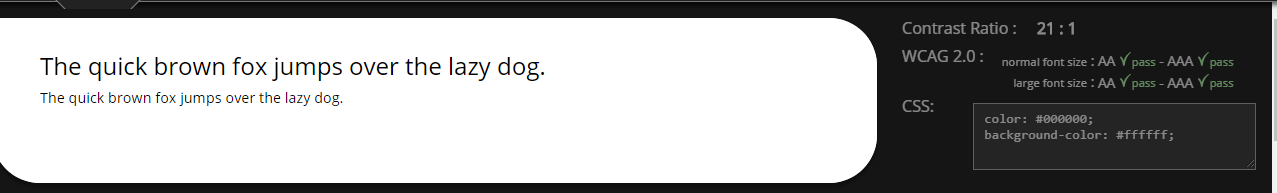 The quick brown fox jumps over the lazy dog.
The quick brown fox jumps over the lazy dog.
Contrast Ratio : 21 : 1
WCAG 2.0 : normal font size : AA ✓ pass - AAA ✓ pass
large font size : AA ✓ pass - AAA ✓ pass
CSS:
color: #000000;
background-color: #ffffff;